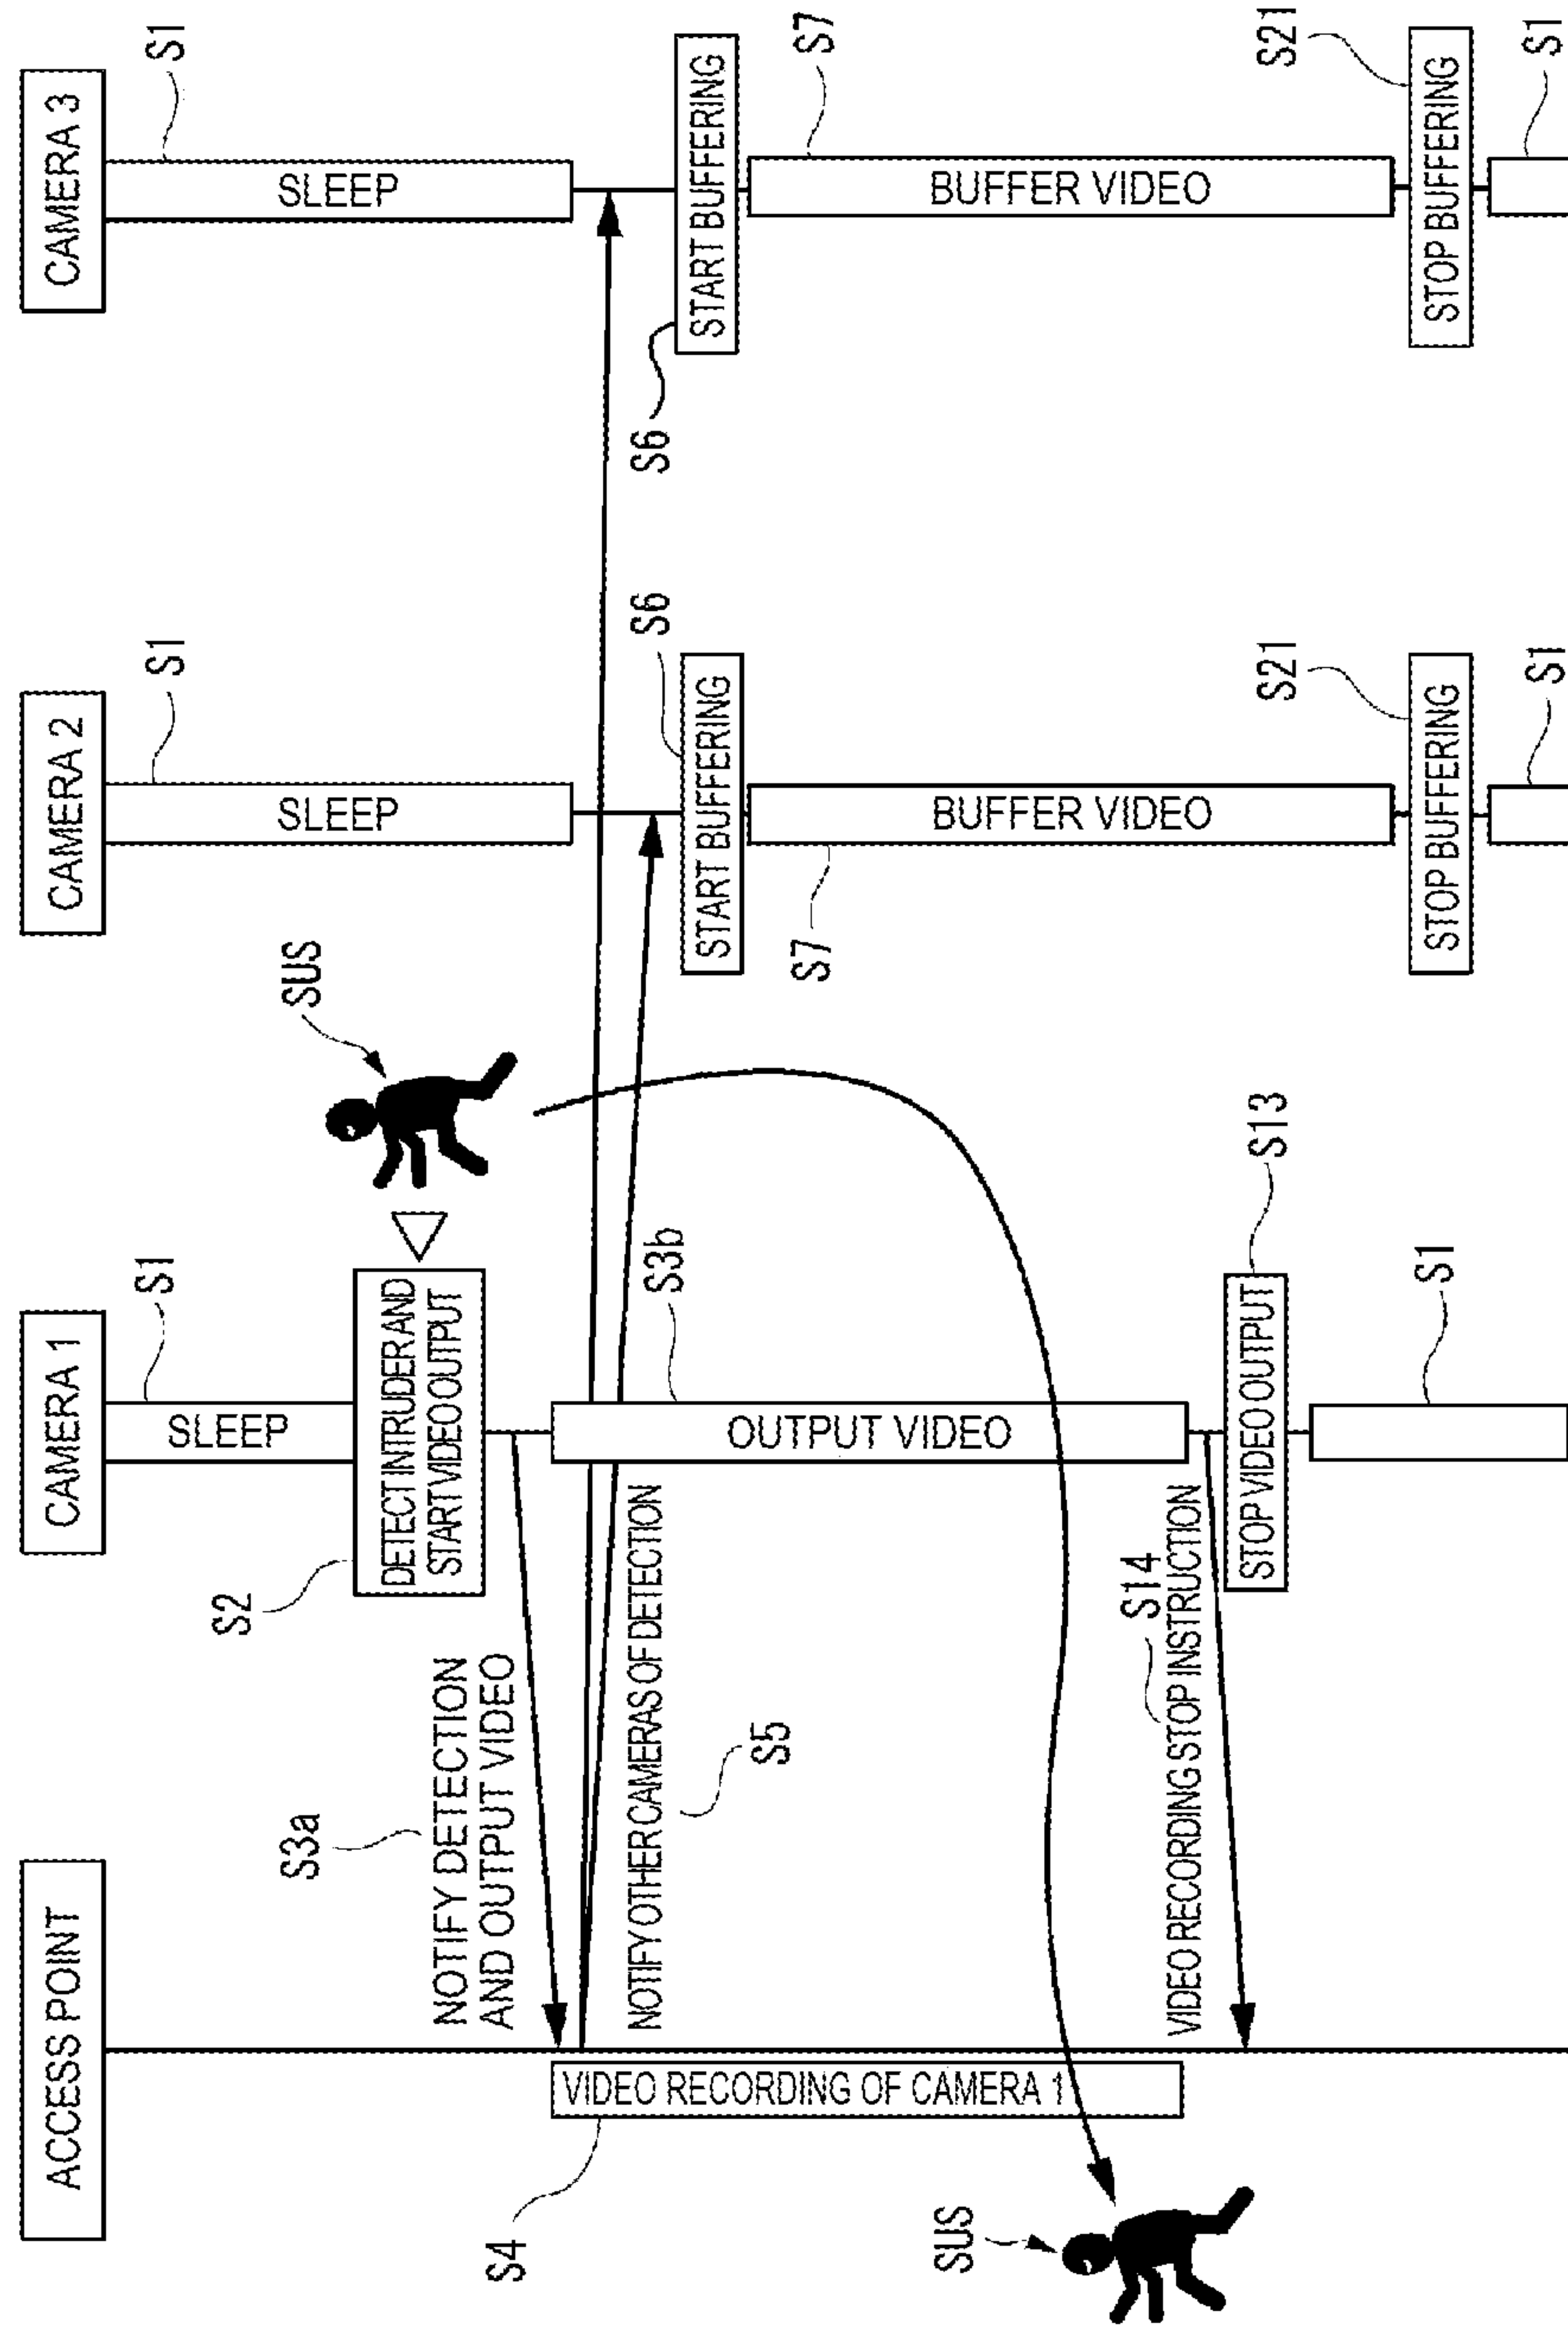 ACCESS POINT
CAMERA 1
CAMERA 2
CAMERA 3
S1
S1
S1
SLEEP
SLEEP
SLEEP
SUS
S2
DETECT INTRUDER AND
START VIDEO OUTPUT
S3a
NOTIFY DETECTION
AND OUTPUT VIDEO
S4
VIDEO RECORDING OF CAMERA 1
NOTIFY OTHER CAMERAS OF DETECTION
S5
S3b
OUTPUT VIDEO
S6
START BUFFERING
S6
START BUFFERING
S7
BUFFER VIDEO
S7
BUFFER VIDEO
SUS
S14
VIDEO RECORDING STOP INSTRUCTION
S13
STOP VIDEO OUTPUT
S21
STOP BUFFERING
S21
STOP BUFFERING
S1
S1
S1